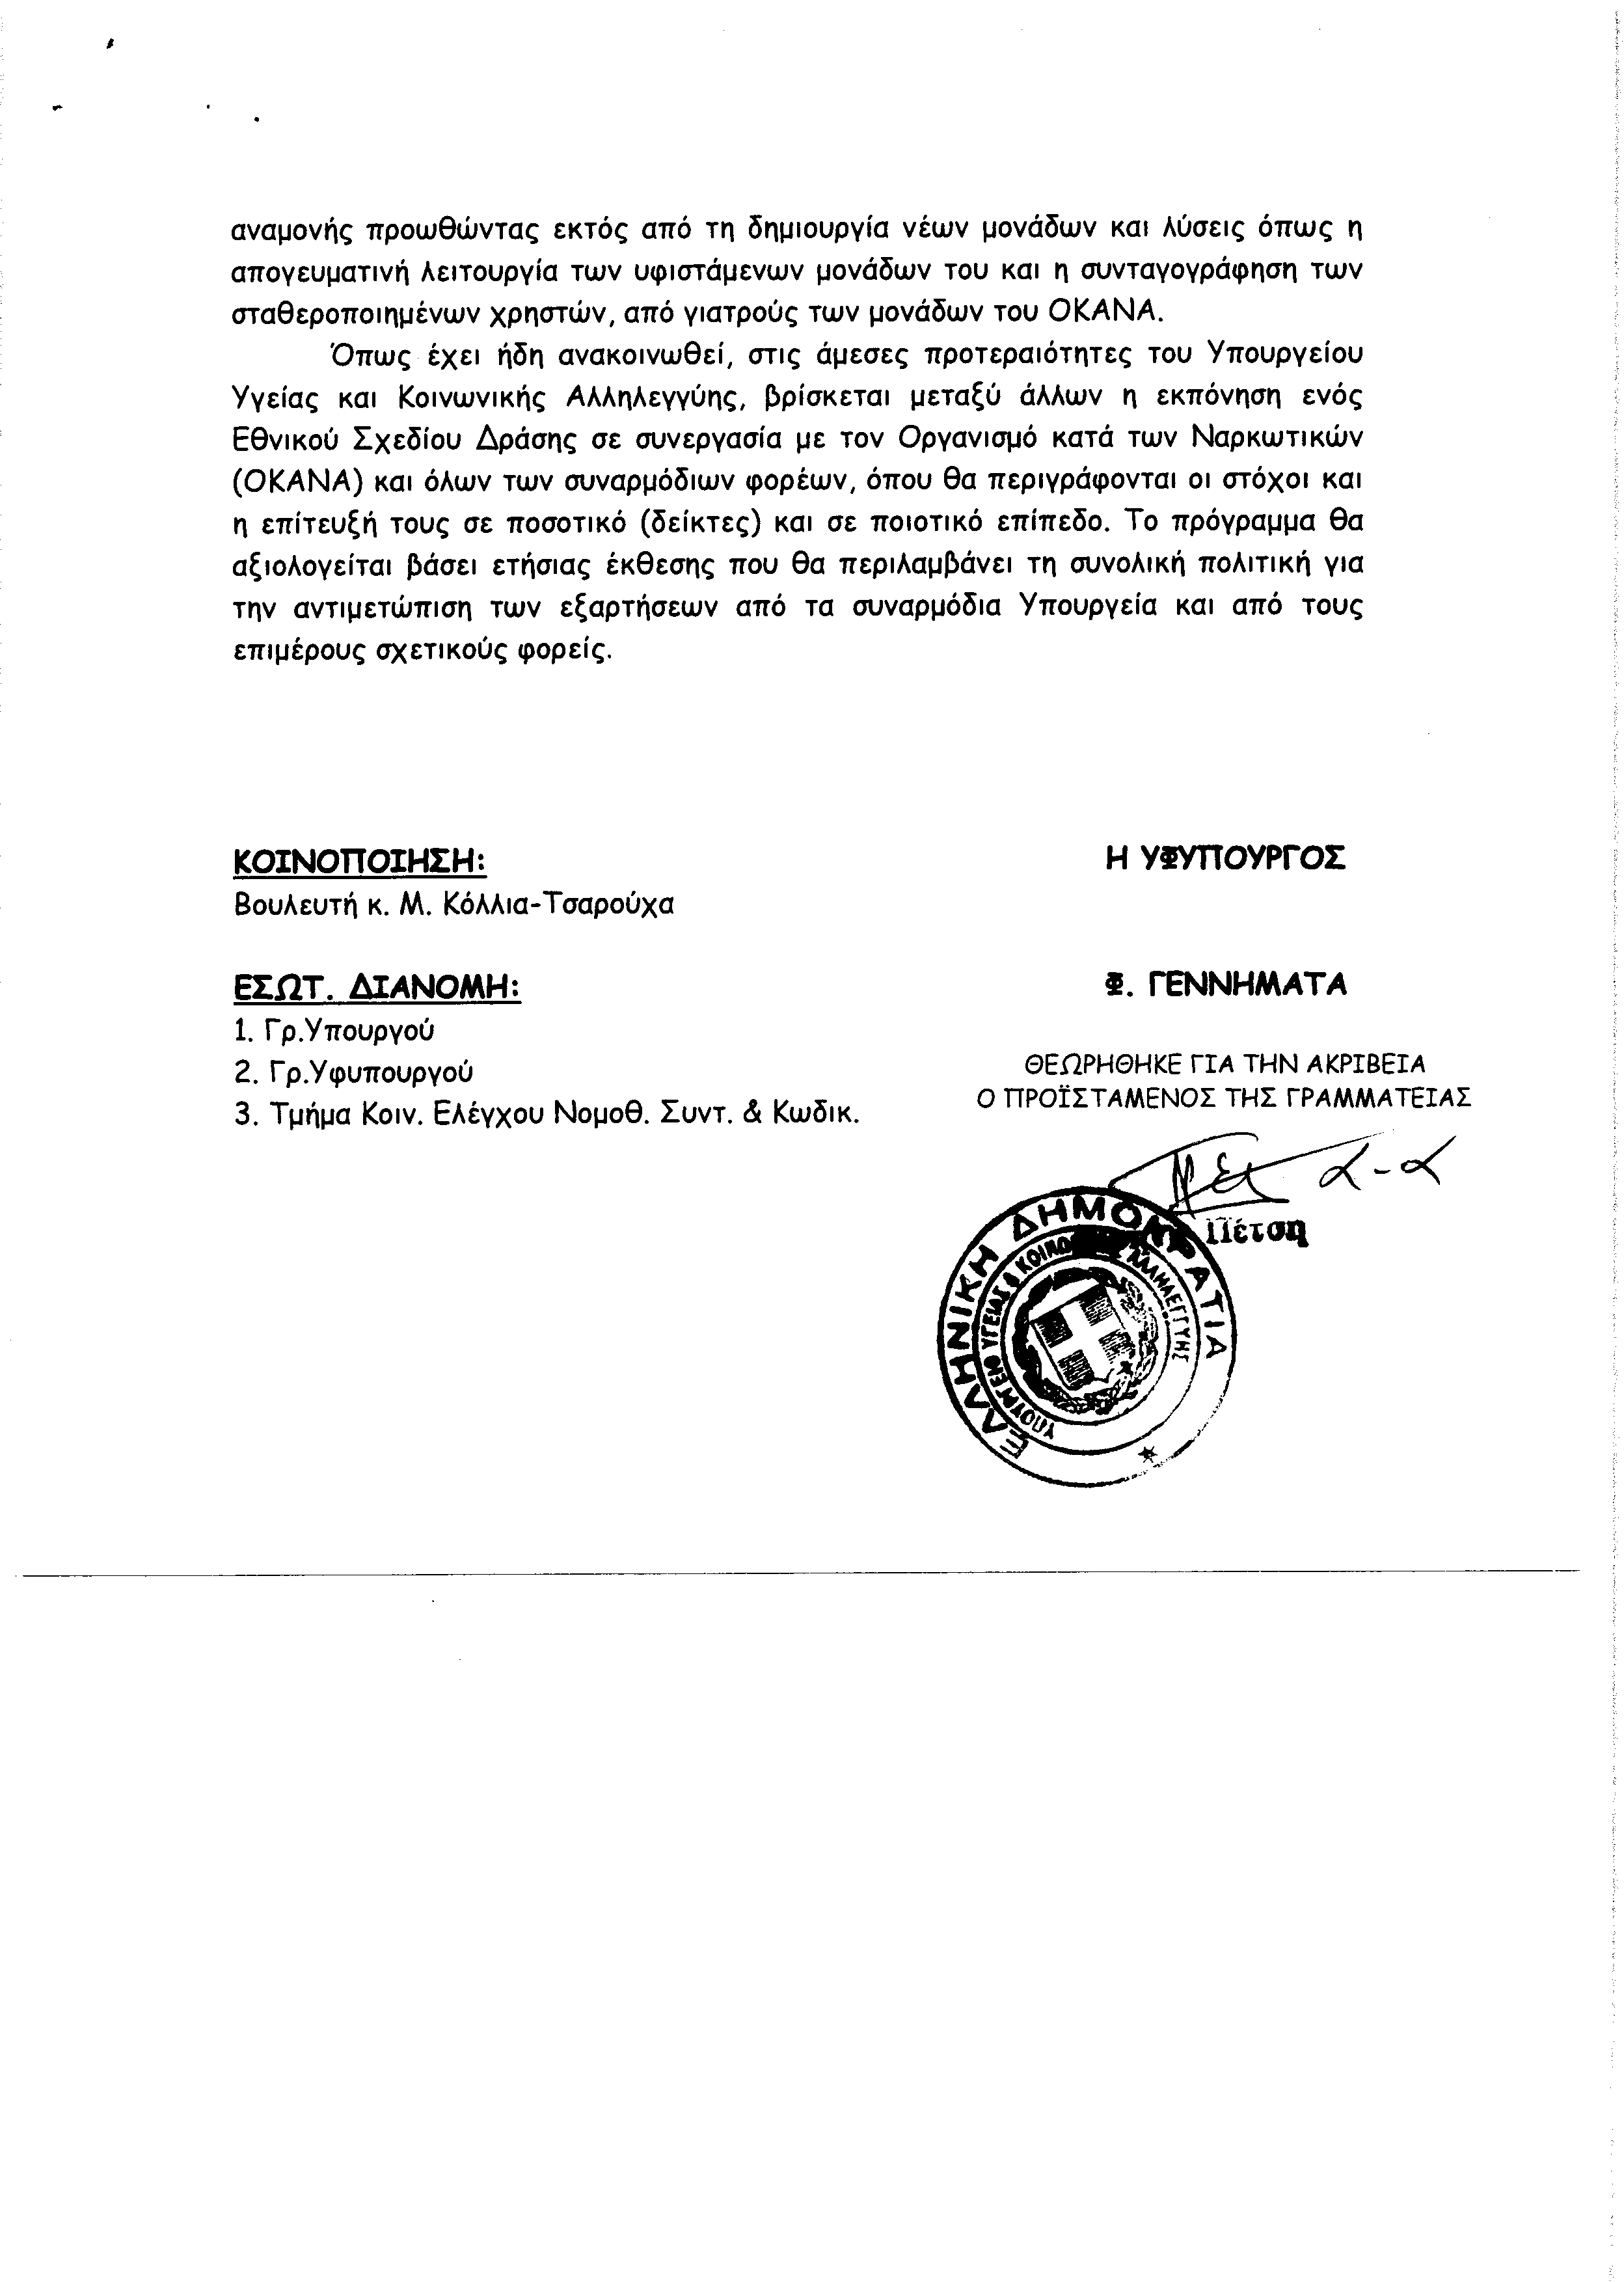 αναμονής προωθώντας εκτός από τη δημιουργία νέων μονάδων και λύσεις όπως η
απογευματινή λειτουργία των υφιστάμενων μονάδων του και η συνταγογράφηση των
σταθεροποιημένων χρηστών, από γιατρούς των μονάδων του ΟΚΑΝΑ.
Όπως έχει ήδη ανακοινωθεί, στις άμεσες προτεραιότητες του Υπουργείου
Υγείας και Κοινωνικής Αλληλεγγύης, βρίσκεται μεταξύ άλλων η εκπόνηση ενός
Εθνικού Σχεδίου Δράσης σε συνεργασία με τον Οργανισμό κατά των Ναρκωτικών
(ΟΚΑΝΑ) και όλων των συναρμόδιων φορέων, όπου θα περιγράφονται οι στόχοι και
η επίτευξή τους σε ποσοτικό (δείκτες) και σε ποιοτικό επίπεδο. Το πρόγραμμα θα
αξιολογείται βάσει ετήσιας έκθεσης που θα περιλαμβάνει τη συνολική πολιτική για
την αντιμετώπιση των εξαρτήσεων από τα συναρμόδια Υπουργεία και από τους
επιμέρους σχετικούς φορείς.
ΚΟΙΝΟΠΟΙΗΣΗ:
Βουλευτή κ. Μ. Κόλλια-Τσαρούχα
ΕΣΩΤ. ΔΙΑΝΟΜΗ:
1. Γρ.Υπουργού
2. Γρ.Υφυπουργού
3. Τμήμα Κοιν. Ελέγχου Νομοθ. Συντ. & Κωδικ.
Η ΥΦΥΠΟΥΡΓΟΣ
Φ. ΓΕΝΝΗΜΑΤΑ
ΘΕΩΡΗΘΗΚΕ ΓΙΑ ΤΗΝ ΑΚΡΙΒΕΙΑ
Ο ΠΡΟΪΣΤΑΜΕΝΟΣ ΤΗΣ ΓΡΑΜΜΑΤΕΙΑΣ
α-α
Πέτση
ΕΛΛΗΝΙΚΗ ΔΗΜΟΚΡΑΤΙΑ
ΥΓΕΙΑΣ & ΑΛΛΗΛΕΓΓΥΗΣ